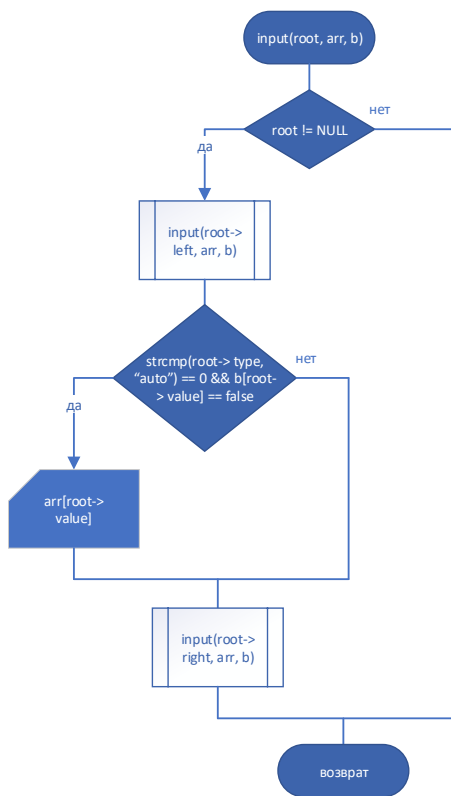 input(root, arr, b)
root != NULL
нет
да
input(root->
left, arr, b)
strcmp(root-> type,
“auto”) == 0 && b[root-
> value] == false
нет
да
arr[root->
value]
input(root->
right, arr, b)
возврат